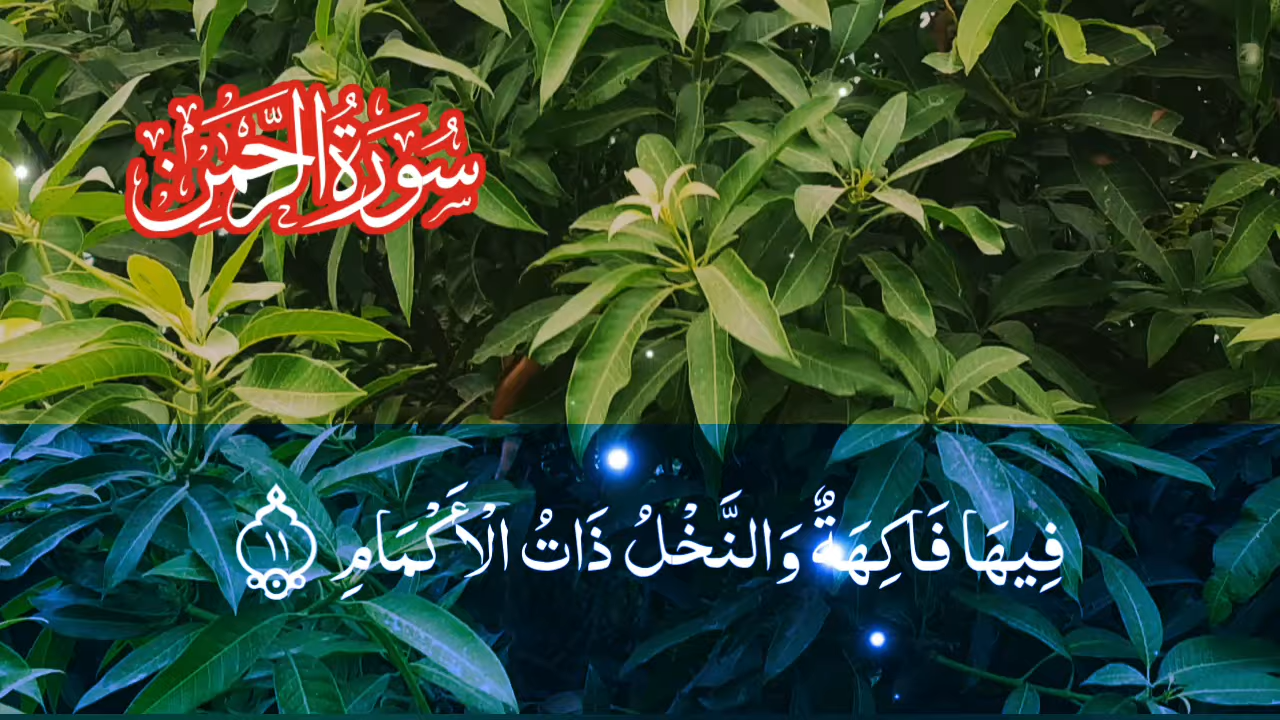 سُورَةُ الرَّحْمَٰن
فِيهَا فَاكِهَةٌ وَالنَّخْلُ ذَاتُ الْأَكْمَامِ ١١